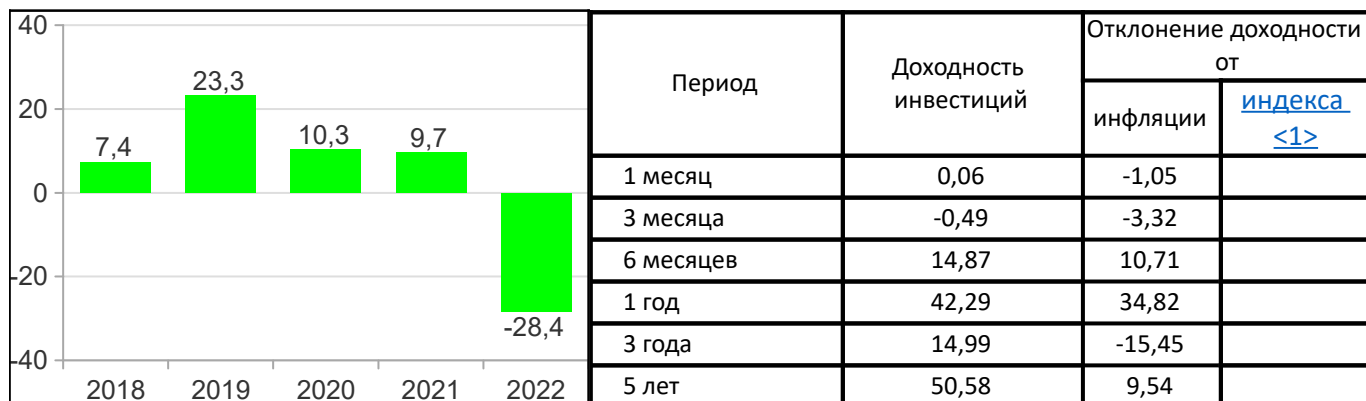 40
20
0
-20
-40
7,4
23,3
10,3
9,7
-28,4
2018 2019 2020 2021 2022
Период
Доходность
инвестиций
Отклонение доходности
от
инфляции
индекса
<1>
1 месяц 0,06 -1,05
3 месяца -0,49 -3,32
6 месяцев 14,87 10,71
1 год 42,29 34,82
3 года 14,99 -15,45
5 лет 50,58 9,54